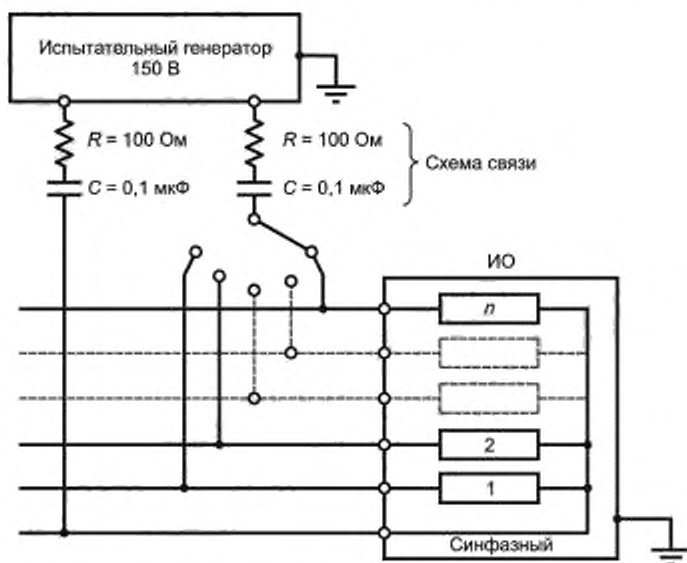 Испытательный генератор
150 В
R = 100 Ом
R = 100 Ом
C = 0,1 мкФ
C = 0,1 мкФ
Схема связи
ИО
n
2
1
Синфазный